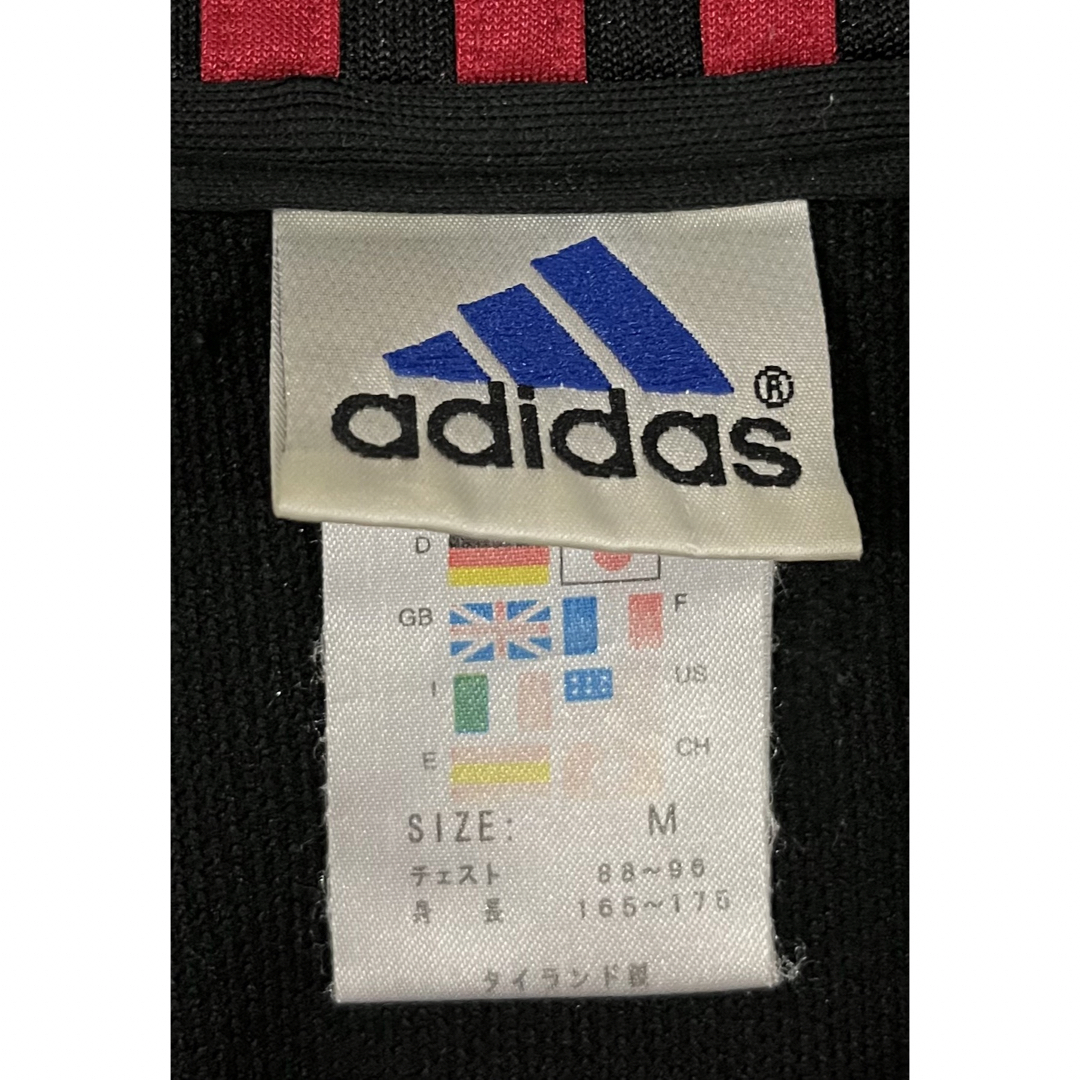 adidas®
D
GB F
I US
E CH
SIZE: M
チェスト 88~96
身長 165~175
タイランド製